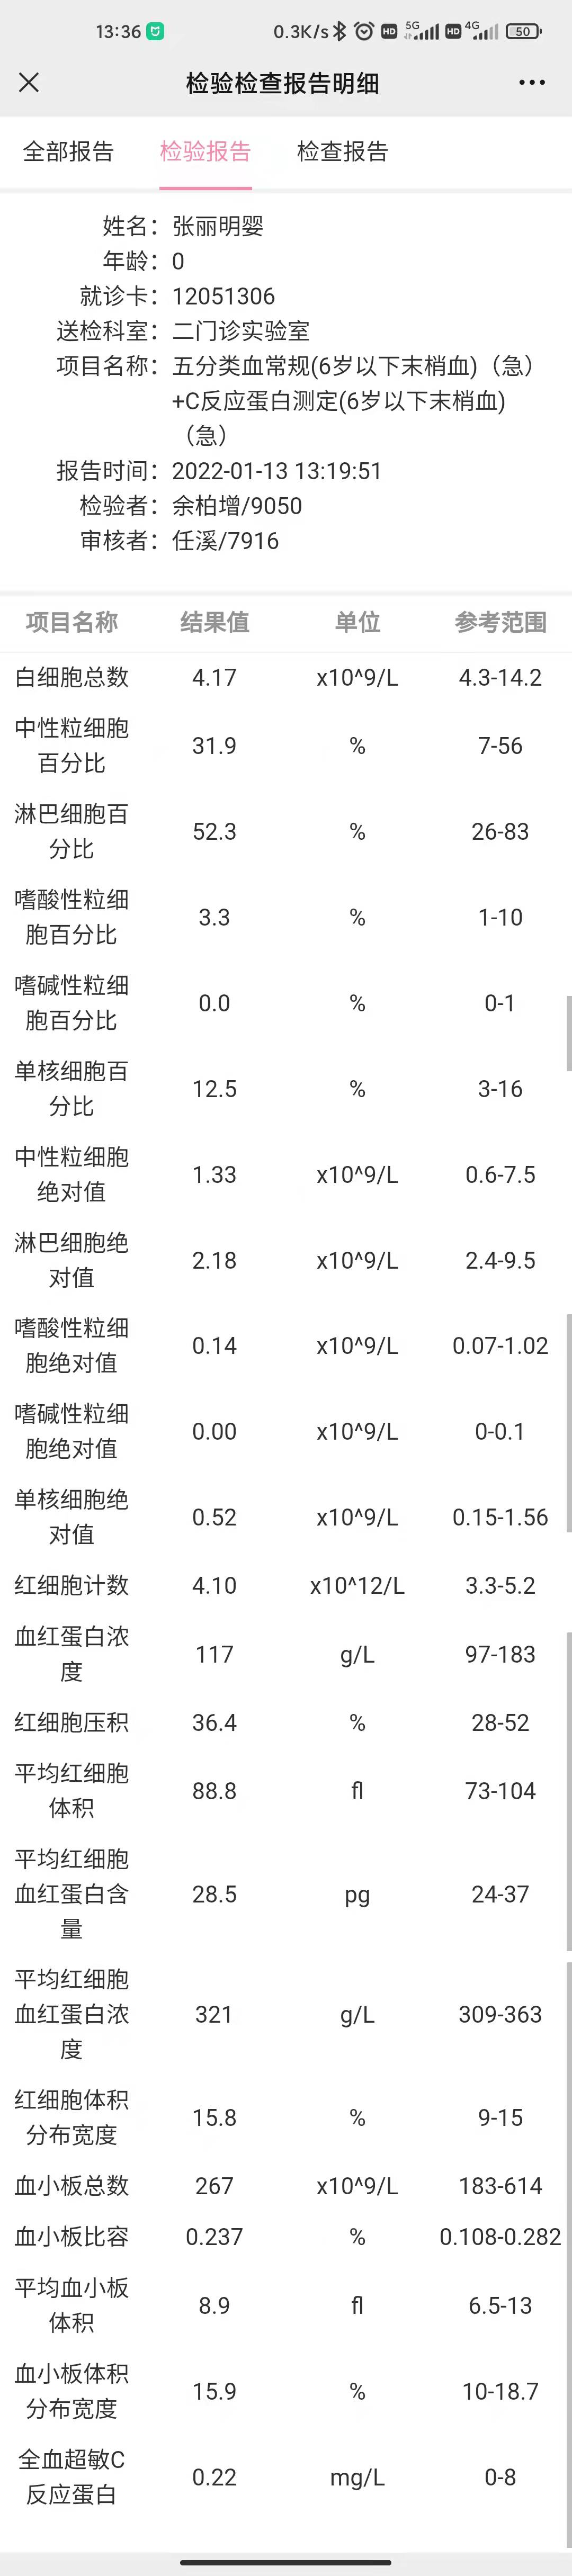 13:36 0.3K/s HD 5G HD 4G 50
检验检查报告明细
全部报告 检验报告 检查报告
姓名： 张丽明婴
年龄： 0
就诊卡： 12051306
送检科室： 二门诊实验室
项目名称： 五分类血常规(6岁以下末梢血)（急）
+C反应蛋白测定(6岁以下末梢血)
（急）
报告时间： 2022-01-13 13:19:51
检验者： 余柏增/9050
审核者： 任溪/7916
项目名称 结果值 单位 参考范围
白细胞总数 4.17 x10^9/L 4.3-14.2
中性粒细胞
百分比 31.9 % 7-56
淋巴细胞百
分比 52.3 % 26-83
嗜酸性粒细
胞百分比 3.3 % 1-10
嗜碱性粒细
胞百分比 0.0 % 0-1
单核细胞百
分比 12.5 % 3-16
中性粒细胞
绝对值 1.33 x10^9/L 0.6-7.5
淋巴细胞绝
对值 2.18 x10^9/L 2.4-9.5
嗜酸性粒细
胞绝对值 0.14 x10^9/L 0.07-1.02
嗜碱性粒细
胞绝对值 0.00 x10^9/L 0-0.1
单核细胞绝
对值 0.52 x10^9/L 0.15-1.56
红细胞计数 4.10 x10^12/L 3.3-5.2
血红蛋白浓
度 117 g/L 97-183
红细胞压积 36.4 % 28-52
平均红细胞
体积 88.8 fl 73-104
平均红细胞
血红蛋白含 28.5 pg 24-37
量
平均红细胞
血红蛋白浓 321 g/L 309-363
度
红细胞体积
分布宽度 15.8 % 9-15
血小板总数 267 x10^9/L 183-614
血小板比容 0.237 % 0.108-0.282
平均血小板
体积 8.9 fl 6.5-13
血小板体积
分布宽度 15.9 % 10-18.7
全血超敏C
反应蛋白 0.22 mg/L 0-8